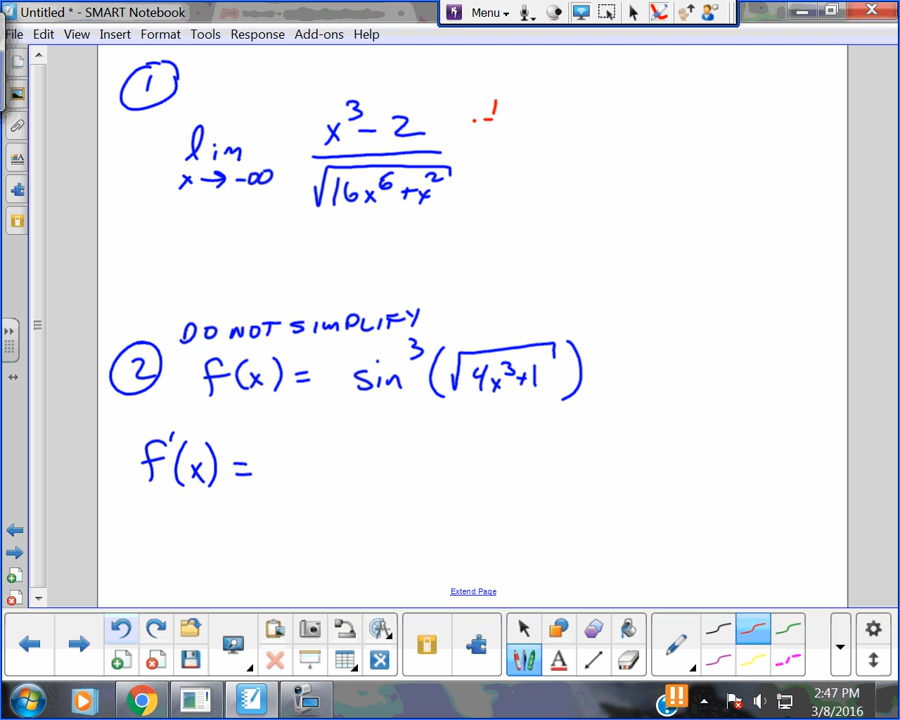 Untitled * - SMART Notebook
Menu
File Edit View Insert Format Tools Response Add-ons Help
1
lim x→-∞ (x³ - 2) / √(16x⁶ + x²)
DO NOT SIMPLIFY
2 f(x) = sin³(√(4x³+1))
f'(x) =
Extend Page
2:47 PM
3/8/2016